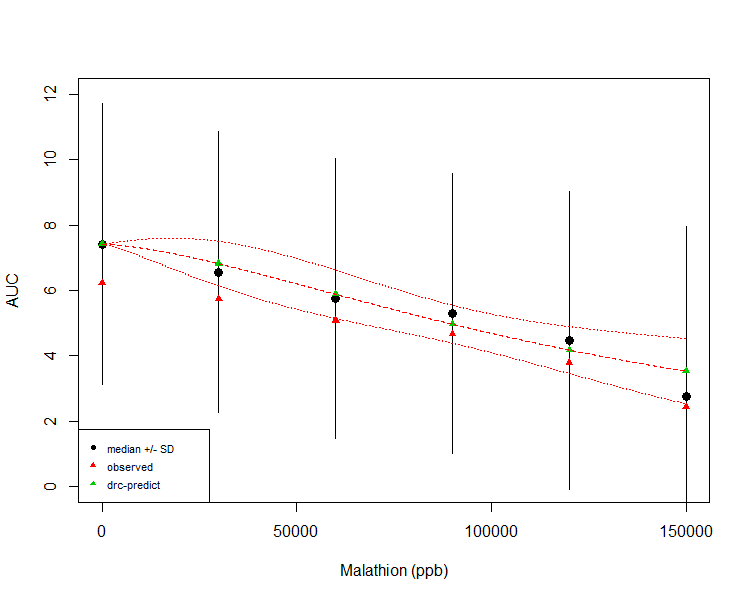 12
10
8
6
4
2
0
AUC
median +/- SD
observed
drc-predict
0
50000
100000
150000
Malathion (ppb)